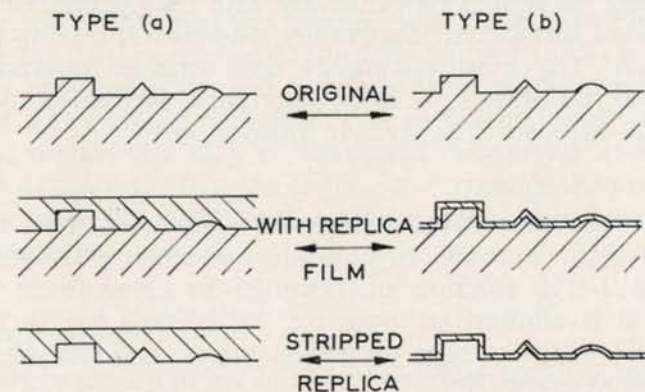 TYPE (a)
TYPE (b)
ORIGINAL
WITH REPLICA
FILM
STRIPPED
REPLICA